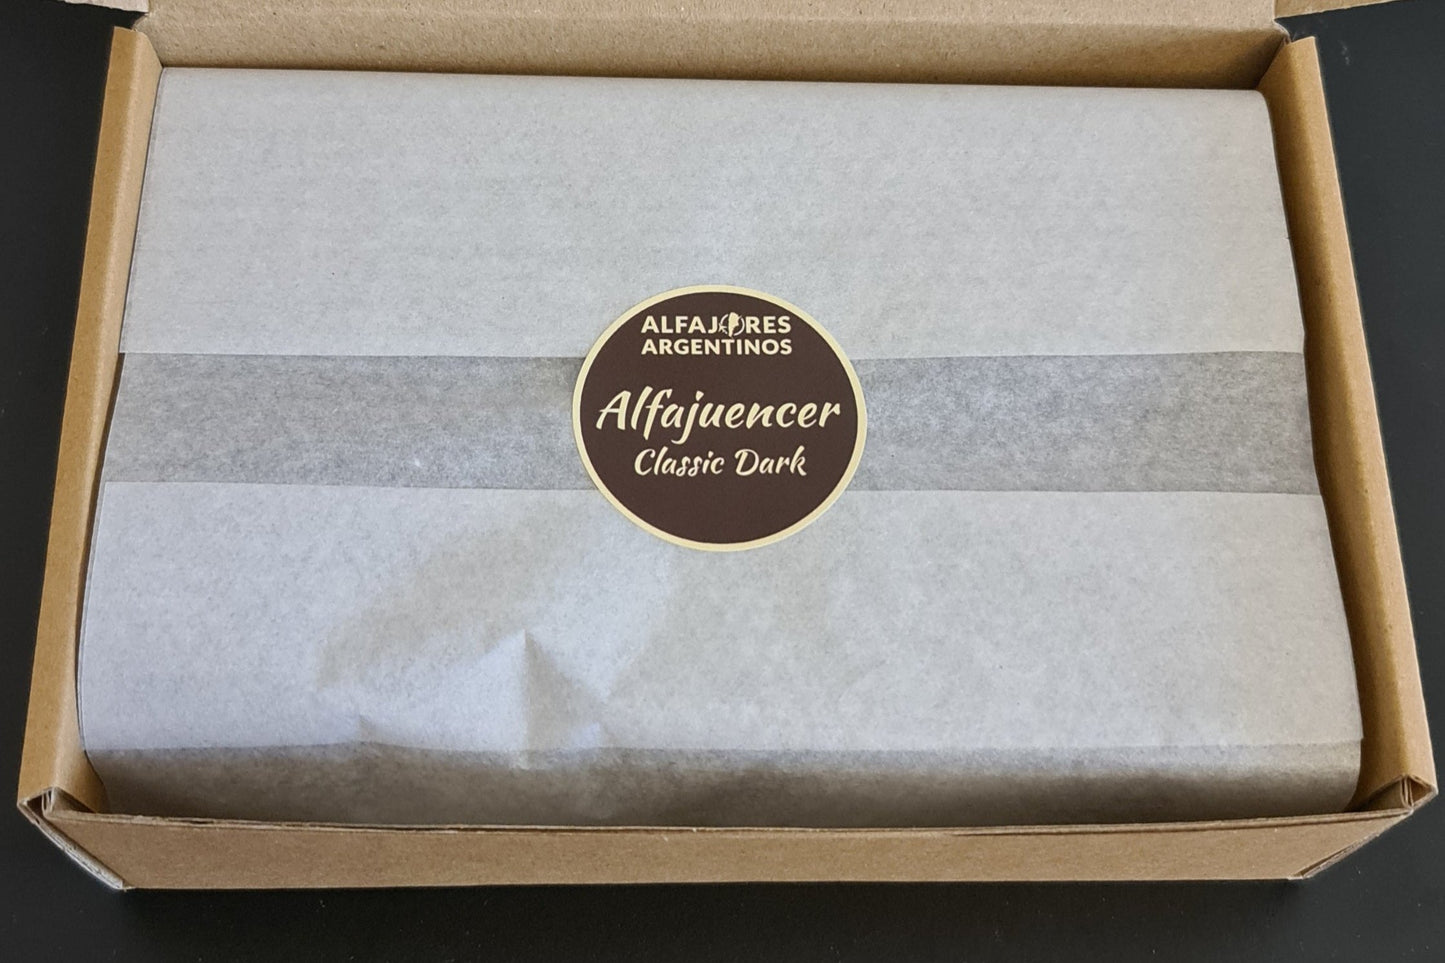 ALFAJORES
ARGENTINOS
Alfajuencer
Classic Dark